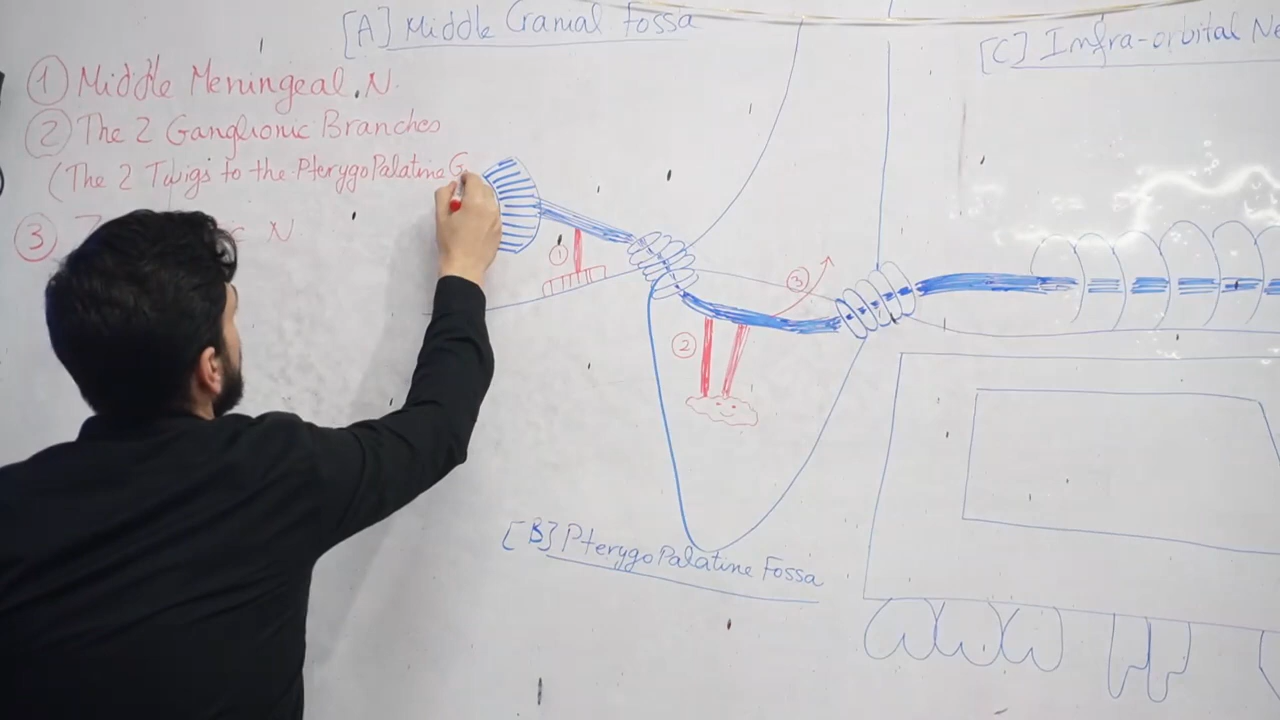 [A] Middle Cranial Fossa
[C] Infra-orbital Ne
① Middle Meningeal N.
② The 2 Ganglionic Branches
(The 2 Twigs to the PterygoPalatine G
③ N
①
②
③
[B] PterygoPalatine Fossa